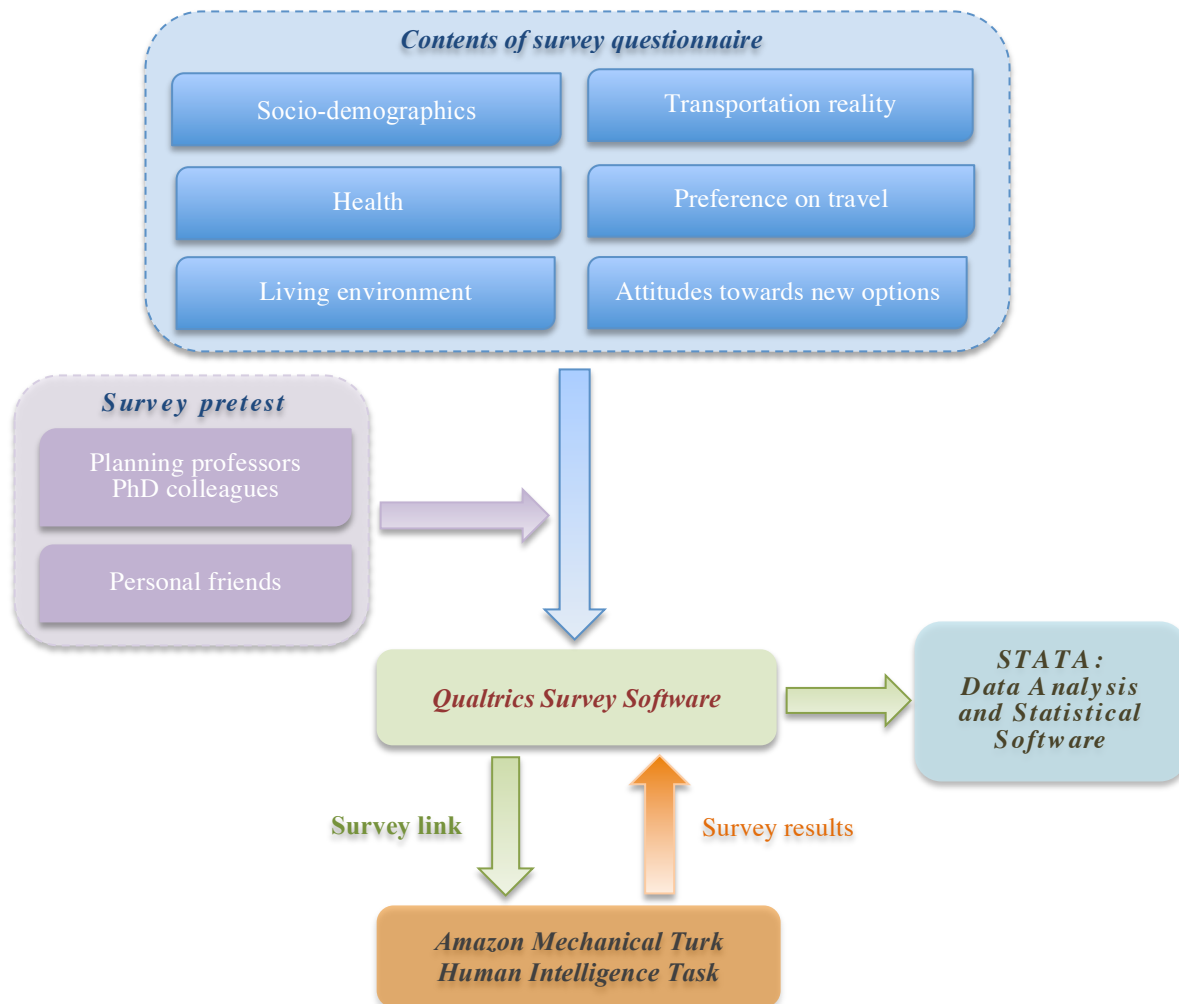 Contents of survey questionnaire
Socio-demographics
Transportation reality
Health
Preference on travel
Living environment
Attitudes towards new options
Survey pretest
Planning professors
PhD colleagues
Personal friends
Qualtrics Survey Software
STATA:
Data Analysis
and Statistical
Software
Survey link
Survey results
Amazon Mechanical Turk
Human Intelligence Task